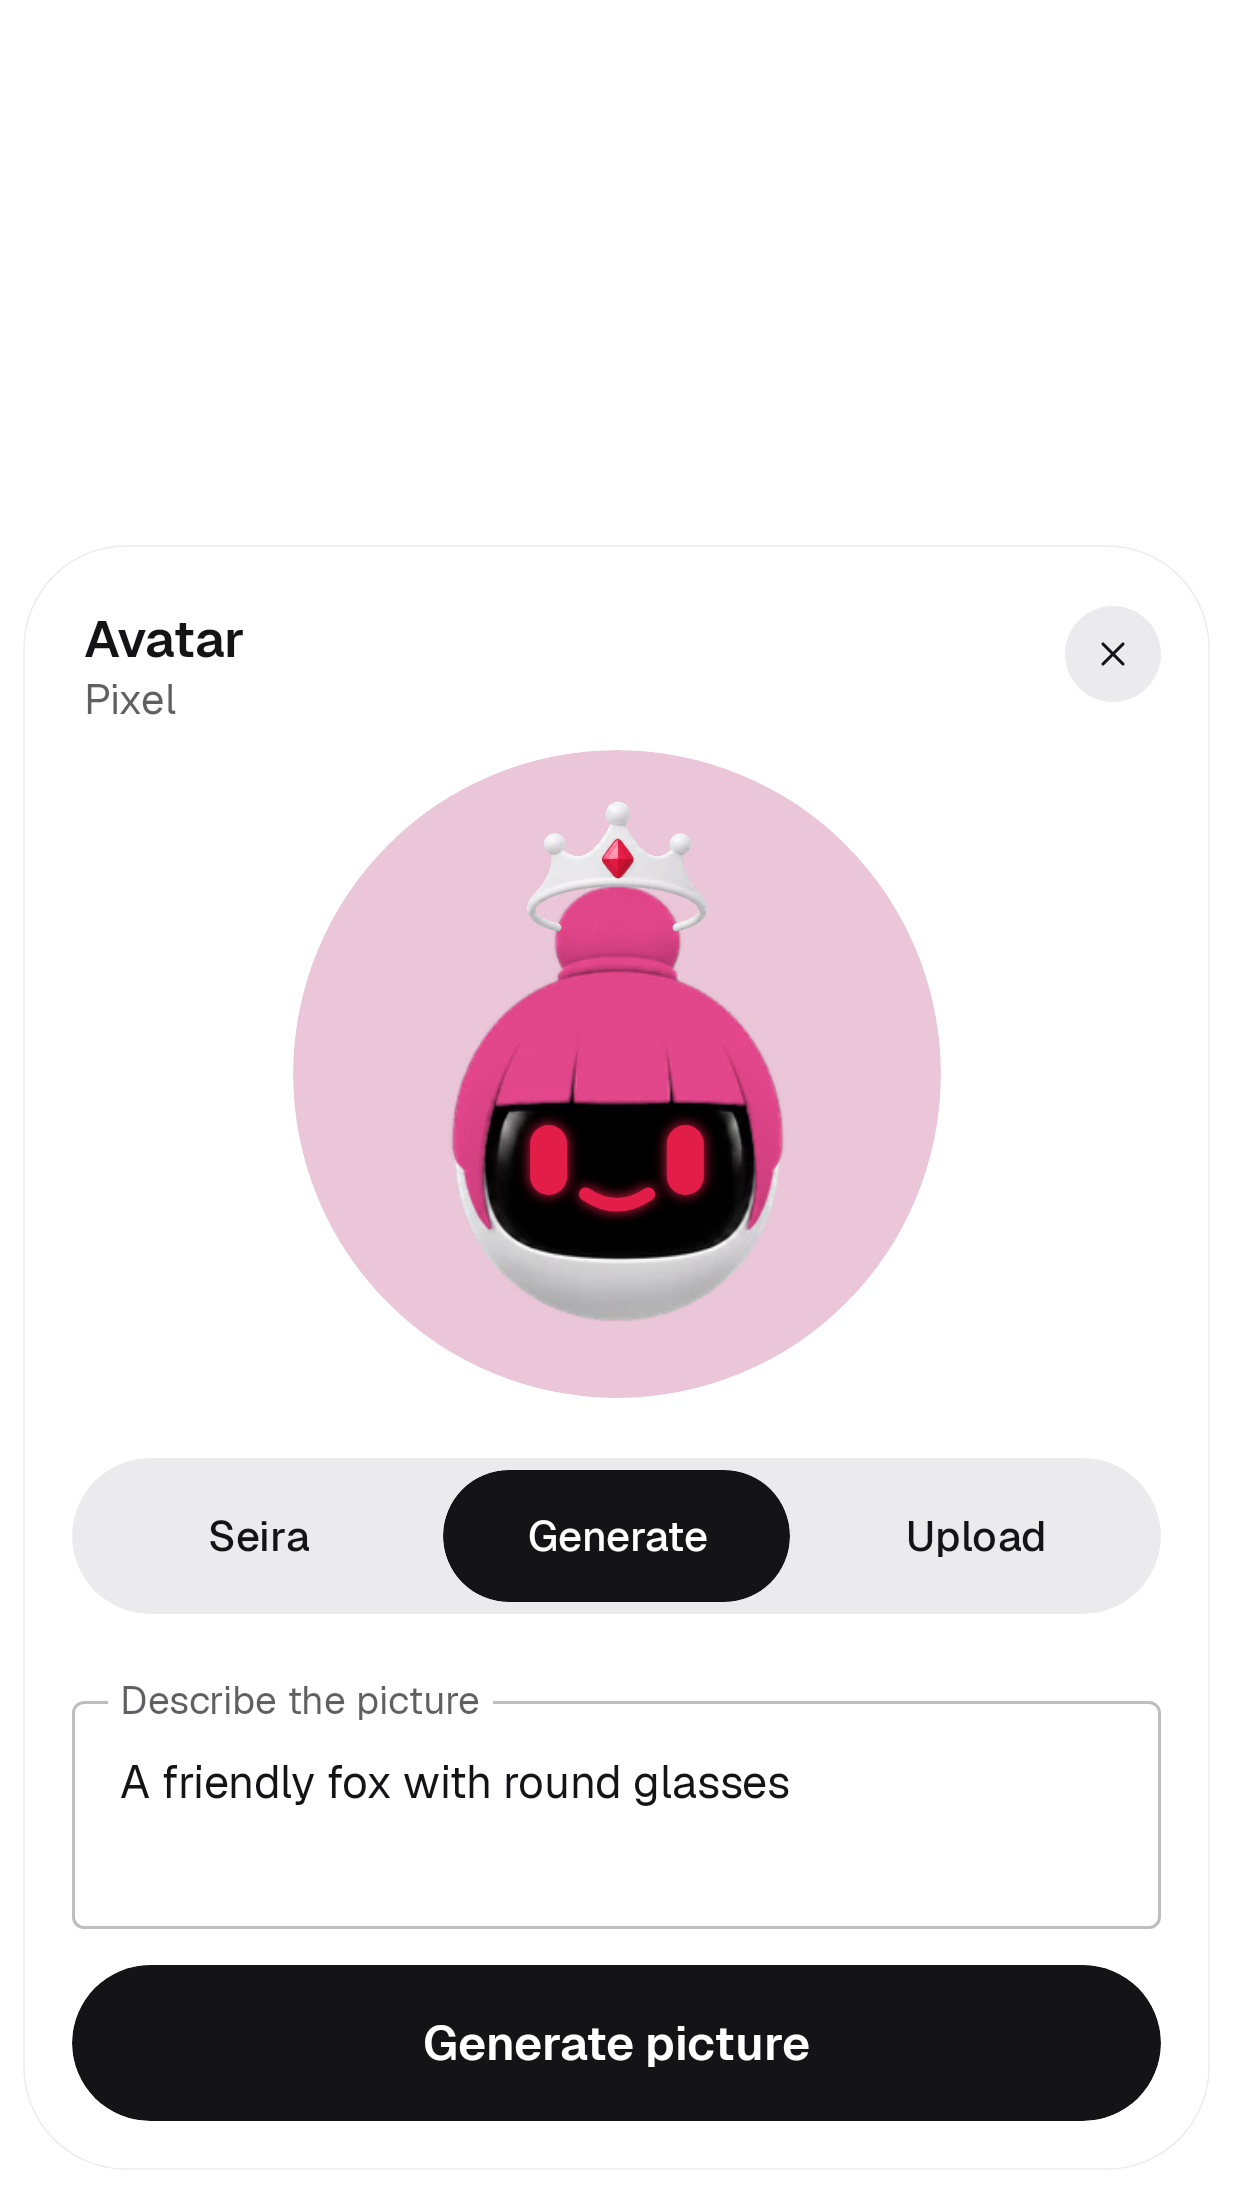 Avatar
Pixel
Seira
Generate
Upload
Describe the picture
A friendly fox with round glasses
Generate picture